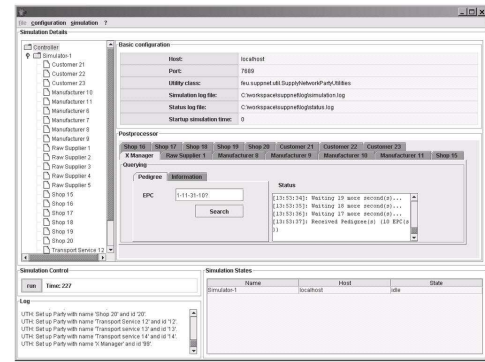 file configuration simulation ?
Simulation Details
Controller
Simulator-1
Customer 21
Customer 22
Customer 23
Manufacturer 10
Manufacturer 11
Manufacturer 6
Manufacturer 7
Manufacturer 8
Manufacturer 9
Raw Supplier 1
Raw Supplier 2
Raw Supplier 3
Raw Supplier 4
Raw Supplier 5
Shop 15
Shop 16
Shop 17
Shop 18
Shop 19
Shop 20
Transport Service 12
Basic configuration
Host: localhost
Port: 7689
Utility class: feu.suppnet.util.SupplyNetworkPartyUtilities
Simulation log file: C:\workspace\suppnet\log\simulation.log
Status log file: C:\workspace\suppnet\log\status.log
Startup simulation time: 0
Postprocessor
Shop 16 Shop 17 Shop 18 Shop 19 Shop 20 Customer 21 Customer 22 Customer 23
X Manager Raw Supplier 1 Manufacturer 8 Manufacturer 9 Manufacturer 10 Manufacturer 11 Shop 15
Querying
Pedigree Information
EPC 1-11-31-10?
Search
Status
[13:53:34]: Waiting 19 more second(s)...
[13:53:35]: Waiting 18 more second(s)...
[13:53:36]: Waiting 17 more second(s)...
[13:53:37]: Received Pedigree(s) (10 EPC(s
))
Simulation Control
run Time: 227
Log
UTH: Set up Party with name 'Shop 20' and id '20'.
UTH: Set up Party with name 'Transport Service 12' and id '12'.
UTH: Set up Party with name 'Transport service 13' and id '13'.
UTH: Set up Party with name 'Transport service 14' and id '14'.
UTH: Set up Party with name 'X Manager' and id '99'.
Simulation States
Name Host State
Simulator-1 localhost idle